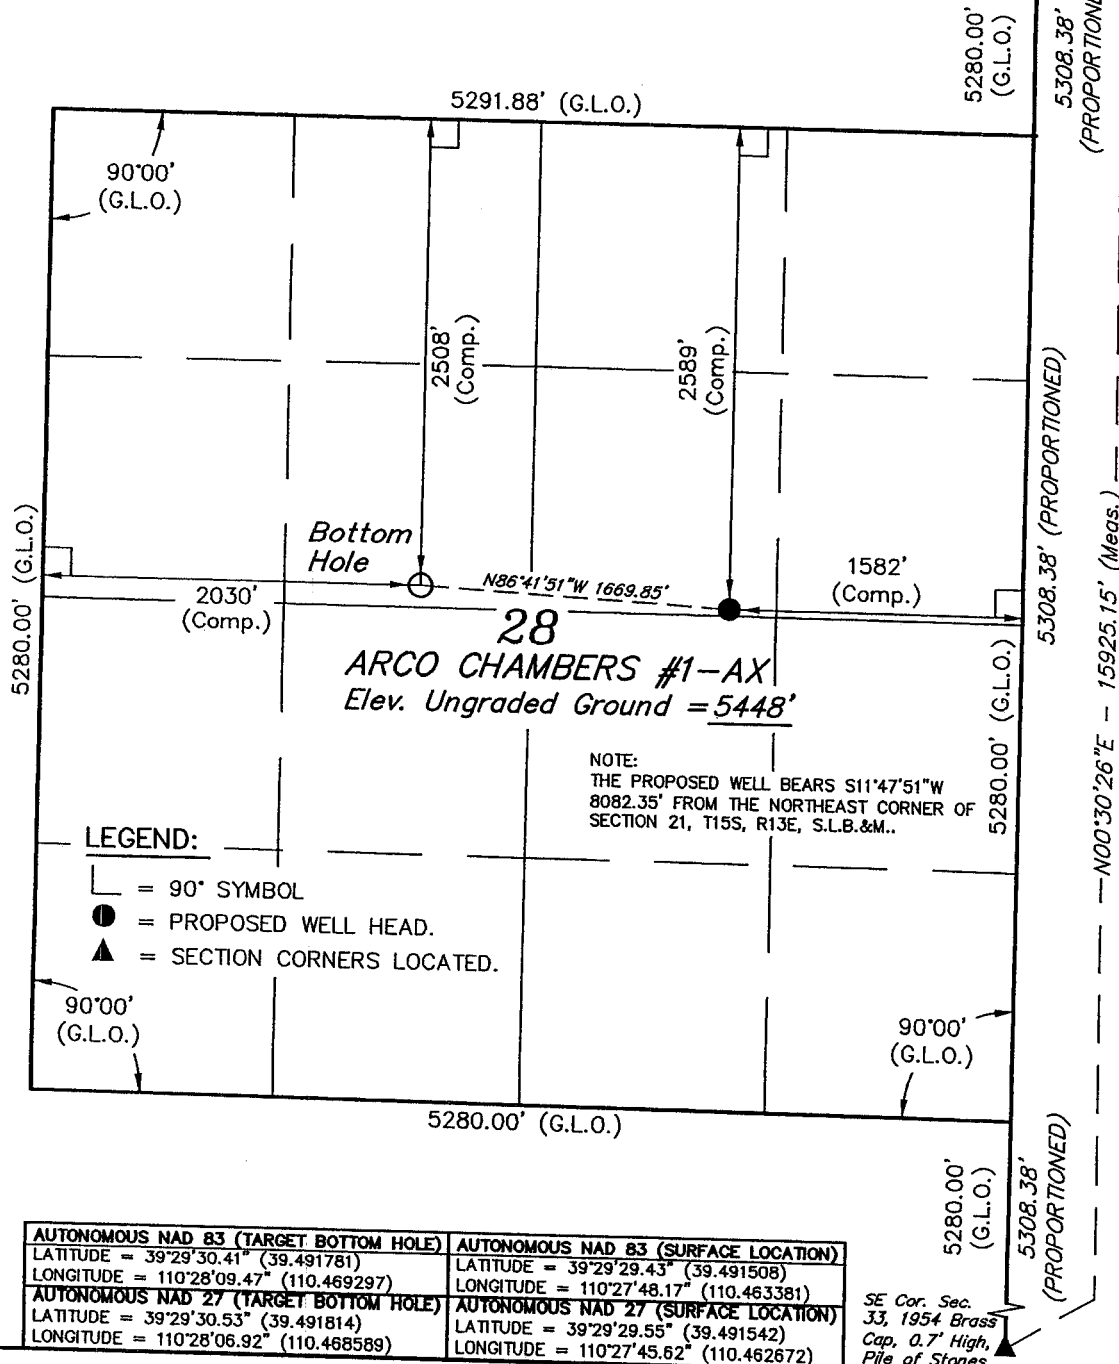 5280.00'
(G.L.O.)
5308.38'
5291.88' (G.L.O.)
90°00'
(G.L.O.)
2508'
(Comp.)
2589'
(Comp.)
5308.38' (PROPORTIONED)
N00°30'26"E - 15925.15' (Meas.)
5280.00' (G.L.O.)
Bottom
Hole
2030'
(Comp.)
N86°41'51"W 1669.85'
1582'
(Comp.)
28
ARCO CHAMBERS #1-AX
Elev. Ungraded Ground = 5448'
5280.00' (G.L.O.)
NOTE:
THE PROPOSED WELL BEARS S11°47'51"W
8082.35' FROM THE NORTHEAST CORNER OF
SECTION 21, T15S, R13E, S.L.B.&M..
LEGEND:
= 90° SYMBOL
= PROPOSED WELL HEAD.
= SECTION CORNERS LOCATED.
90°00'
(G.L.O.)
90°00'
(G.L.O.)
5280.00' (G.L.O.)
5280.00'
(G.L.O.)
5308.38'
(PROPORTIONED)
AUTONOMOUS NAD 83 (TARGET BOTTOM HOLE)
LATITUDE = 39°29'30.41" (39.491781)
LONGITUDE = 110°28'09.47" (110.469297)
AUTONOMOUS NAD 27 (TARGET BOTTOM HOLE)
LATITUDE = 39°29'30.53" (39.491814)
LONGITUDE = 110°28'06.92" (110.468589)
AUTONOMOUS NAD 83 (SURFACE LOCATION)
LATITUDE = 39°29'29.43" (39.491508)
LONGITUDE = 110°27'48.17" (110.463381)
AUTONOMOUS NAD 27 (SURFACE LOCATION)
LATITUDE = 39°29'29.55" (39.491542)
LONGITUDE = 110°27'45.62" (110.462672)
SE Cor. Sec.
33, 1954 Brass
Cap, 0.7' High,
Pile of Stones